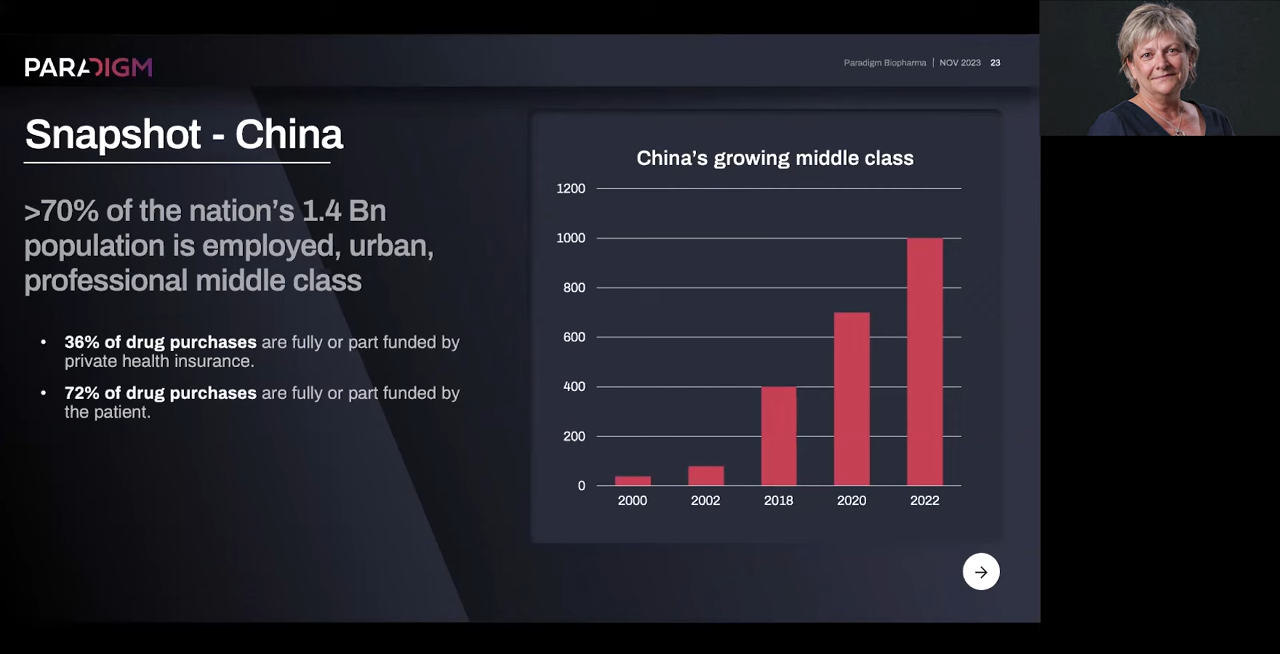 PARADIGM
Paradigm Biopharma | NOV 2023 23
Snapshot - China
>70% of the nation’s 1.4 Bn
population is employed, urban,
professional middle class
• 36% of drug purchases are fully or part funded by
private health insurance.
• 72% of drug purchases are fully or part funded by
the patient.
China’s growing middle class
1200
1000
800
600
400
200
0
2000 2002 2018 2020 2022